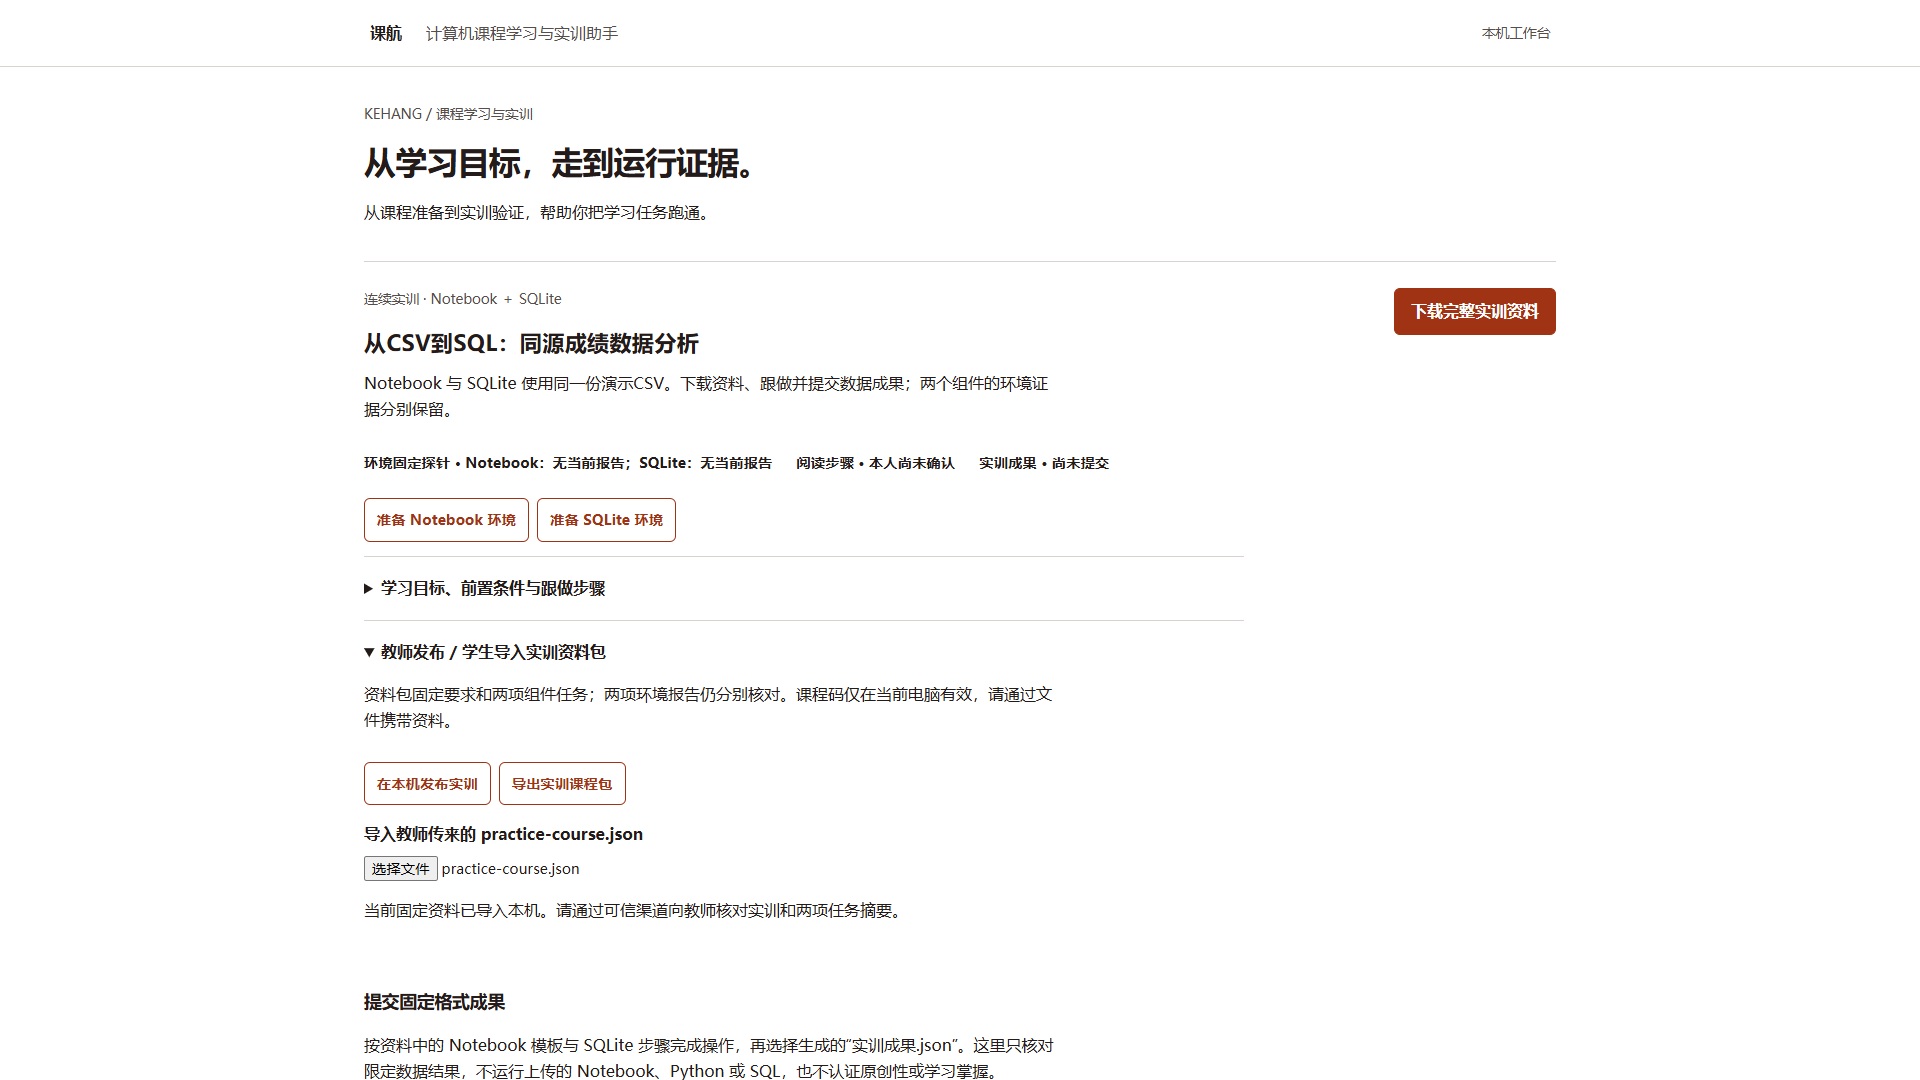 课航 计算机课程学习与实训助手 本机工作台
KEHANG / 课程学习与实训
从学习目标，走到运行证据。
从课程准备到实训验证，帮助你把学习任务跑通。
连续实训 · Notebook + SQLite
下载完整实训资料
从CSV到SQL：同源成绩数据分析
Notebook 与 SQLite 使用同一份演示CSV。下载资料、跟做并提交数据成果；两个组件的环境证
据分别保留。
环境固定探针 • Notebook：无当前报告；SQLite：无当前报告 阅读步骤 • 本人尚未确认 实训成果 • 尚未提交
准备 Notebook 环境 准备 SQLite 环境
▶ 学习目标、前置条件与跟做步骤
▼ 教师发布 / 学生导入实训资料包
资料包固定要求和两项组件任务；两项环境报告仍分别核对。课程码仅在当前电脑有效，请通过文
件携带资料。
在本机发布实训 导出实训课程包
导入教师传来的 practice-course.json
选择文件 practice-course.json
当前固定资料已导入本机。请通过可信渠道向教师核对实训和两项任务摘要。
提交固定格式成果
按资料中的 Notebook 模板与 SQLite 步骤完成操作，再选择生成的“实训成果.json”。这里只核对
限定数据结果，不运行上传的 Notebook、Python 或 SQL，也不认证原创性或学习掌握。